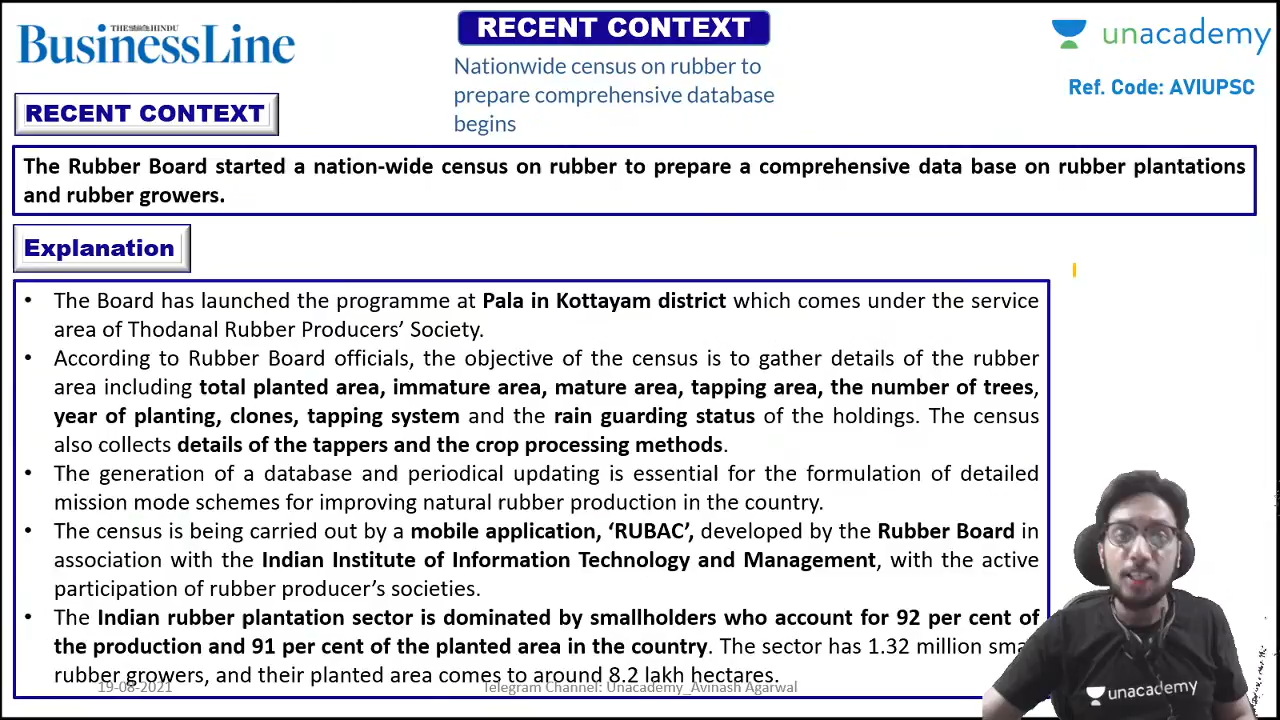 THE HINDU
BusinessLine
RECENT CONTEXT
unacademy
Nationwide census on rubber to
prepare comprehensive database
begins
Ref. Code: AVIUPSC
RECENT CONTEXT
The Rubber Board started a nation-wide census on rubber to prepare a comprehensive data base on rubber plantations
and rubber growers.
Explanation
• The Board has launched the programme at Pala in Kottayam district which comes under the service
area of Thodanal Rubber Producers’ Society.
• According to Rubber Board officials, the objective of the census is to gather details of the rubber
area including total planted area, immature area, mature area, tapping area, the number of trees,
year of planting, clones, tapping system and the rain guarding status of the holdings. The census
also collects details of the tappers and the crop processing methods.
• The generation of a database and periodical updating is essential for the formulation of detailed
mission mode schemes for improving natural rubber production in the country.
• The census is being carried out by a mobile application, ‘RUBAC’, developed by the Rubber Board in
association with the Indian Institute of Information Technology and Management, with the active
participation of rubber producer’s societies.
• The Indian rubber plantation sector is dominated by smallholders who account for 92 per cent of
the production and 91 per cent of the planted area in the country. The sector has 1.32 million sma
rubber growers, and their planted area comes to around 8.2 lakh hectares.
19-08-2021
Telegram Channel: Unacademy_Avinash Agarwal
unacademy